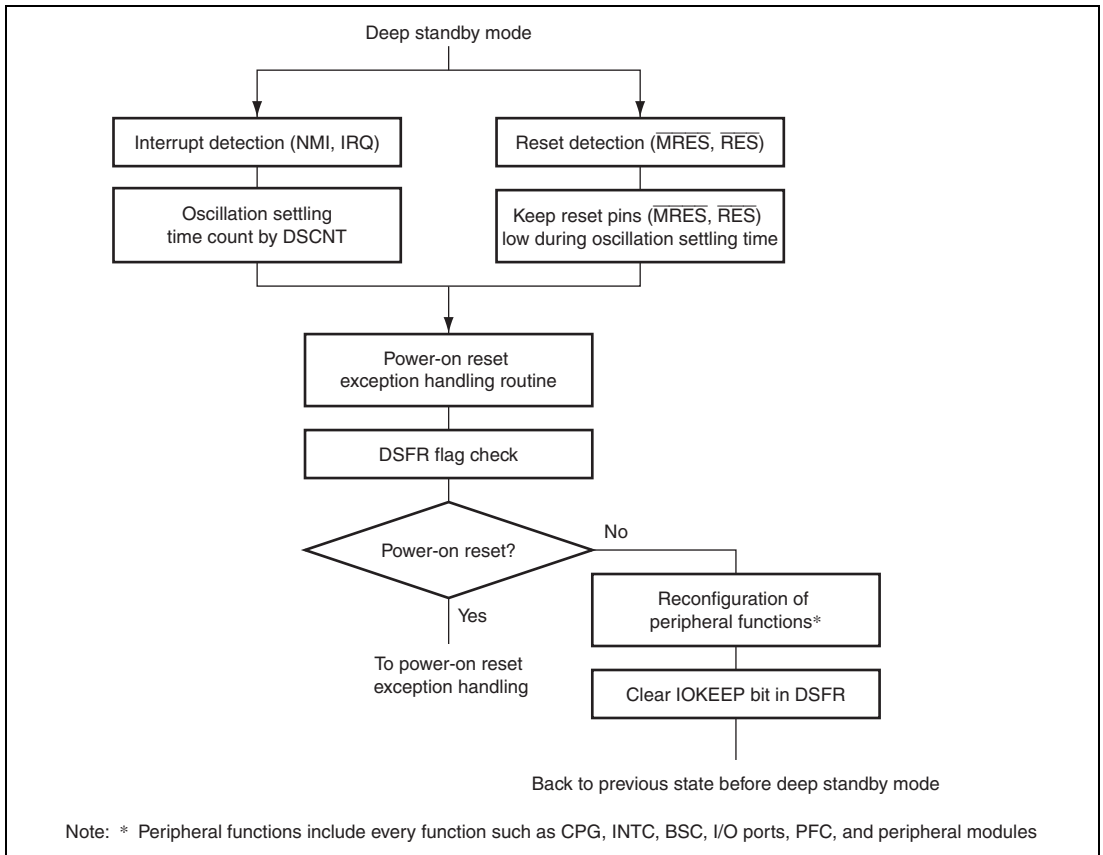 Deep standby mode
Interrupt detection (NMI, IRQ)
Reset detection (M̅R̅E̅S̅, R̅E̅S̅)
Oscillation settling
time count by DSCNT
Keep reset pins (M̅R̅E̅S̅, R̅E̅S̅)
low during oscillation settling time
Power-on reset
exception handling routine
DSFR flag check
Power-on reset?
No
Yes
Reconfiguration of
peripheral functions*
To power-on reset
exception handling
Clear IOKEEP bit in DSFR
Back to previous state before deep standby mode
Note: * Peripheral functions include every function such as CPG, INTC, BSC, I/O ports, PFC, and peripheral modules